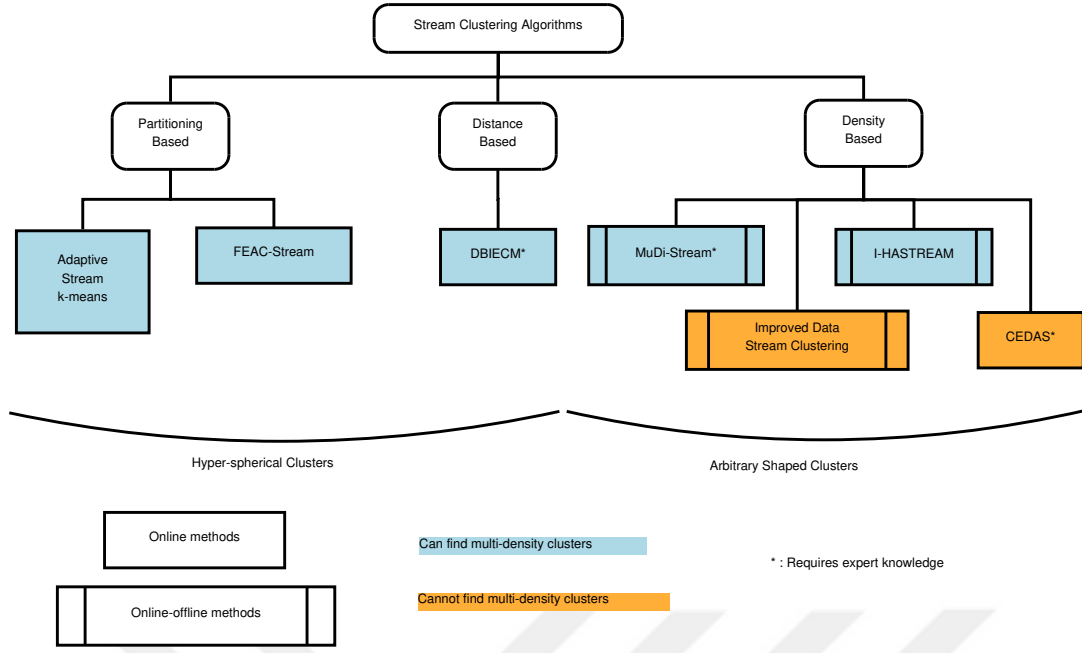 Stream Clustering Algorithms
Partitioning
Based
Distance
Based
Density
Based
Adaptive
Stream
k-means
FEAC-Stream
DBIECM*
MuDi-Stream*
I-HASTREAM
Improved Data
Stream Clustering
CEDAS*
Hyper-spherical Clusters
Arbitrary Shaped Clusters
Online methods
Can find multi-density clusters
* : Requires expert knowledge
Online-offline methods
Cannot find multi-density clusters